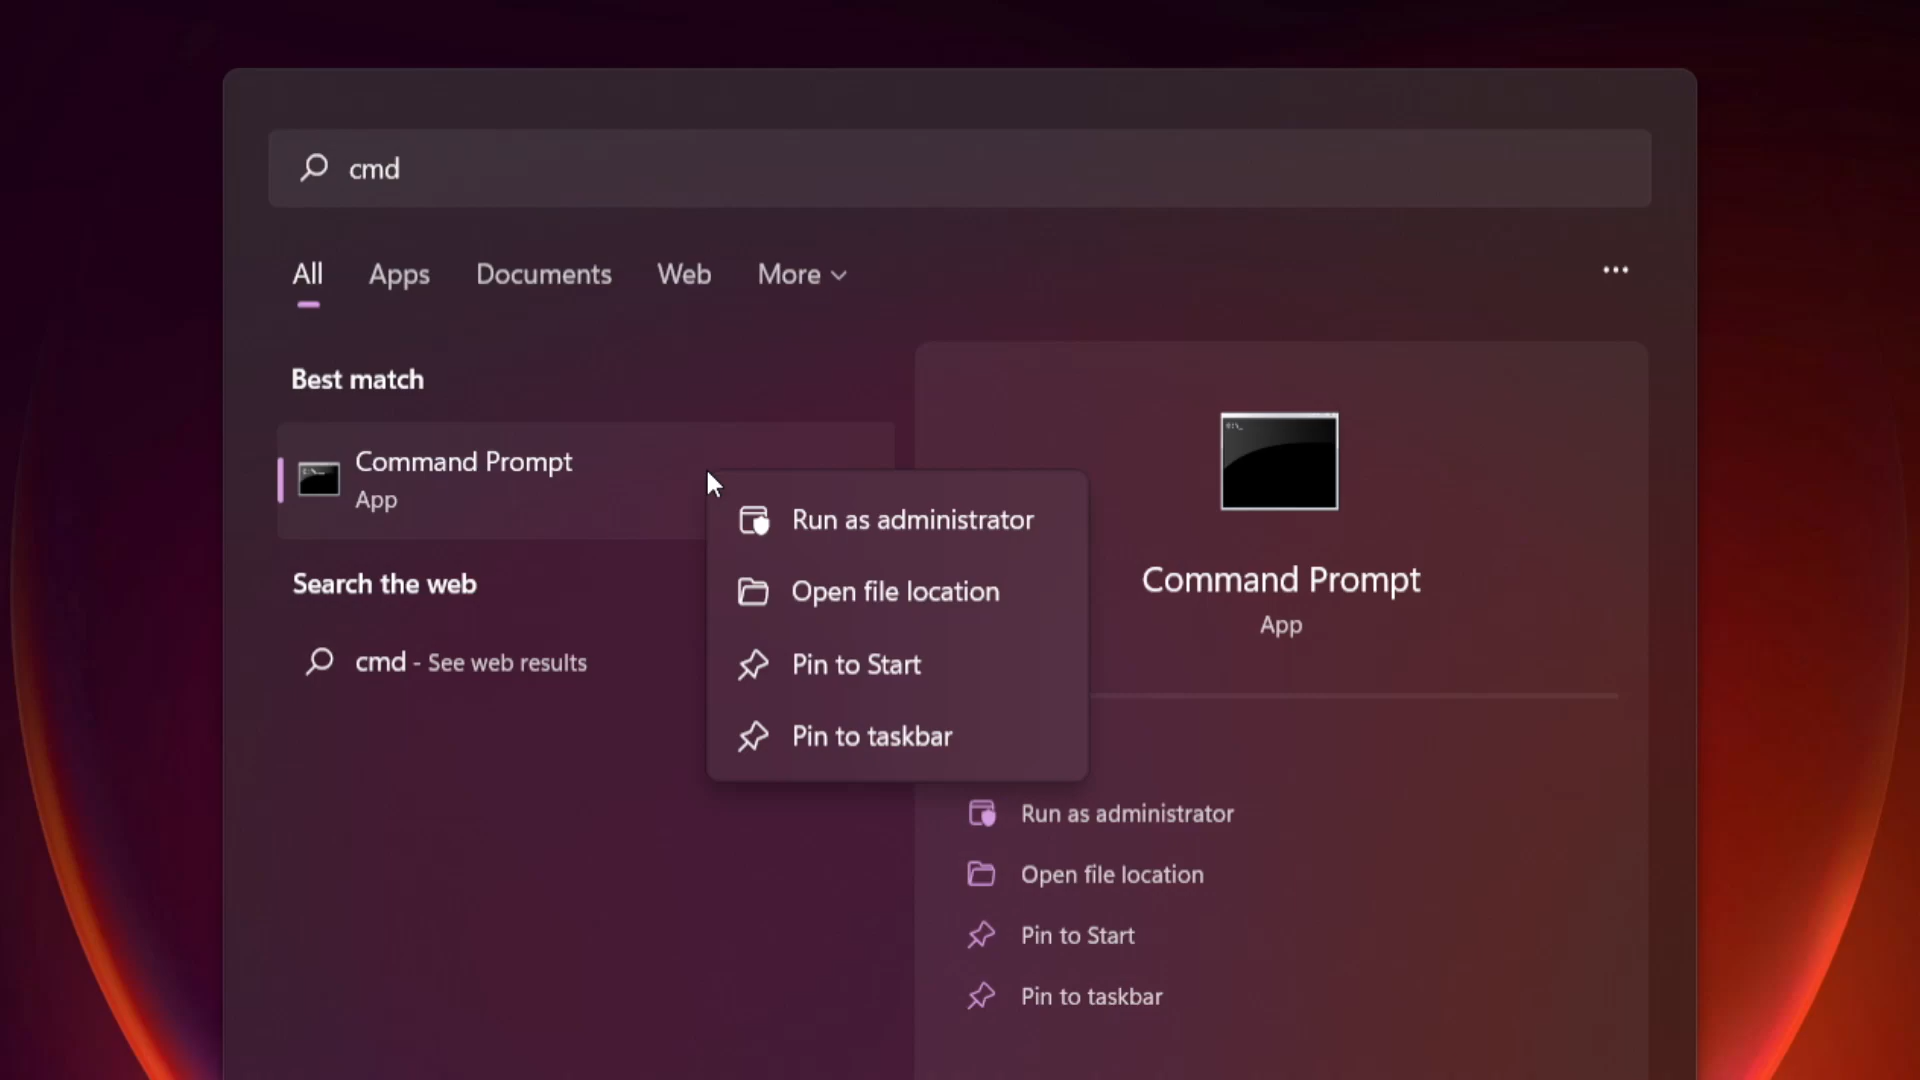 cmd
All Apps Documents Web More
Best match
Command Prompt
App
Search the web
cmd - See web results
Run as administrator
Open file location
Pin to Start
Pin to taskbar
Command Prompt
App
Run as administrator
Open file location
Pin to Start
Pin to taskbar